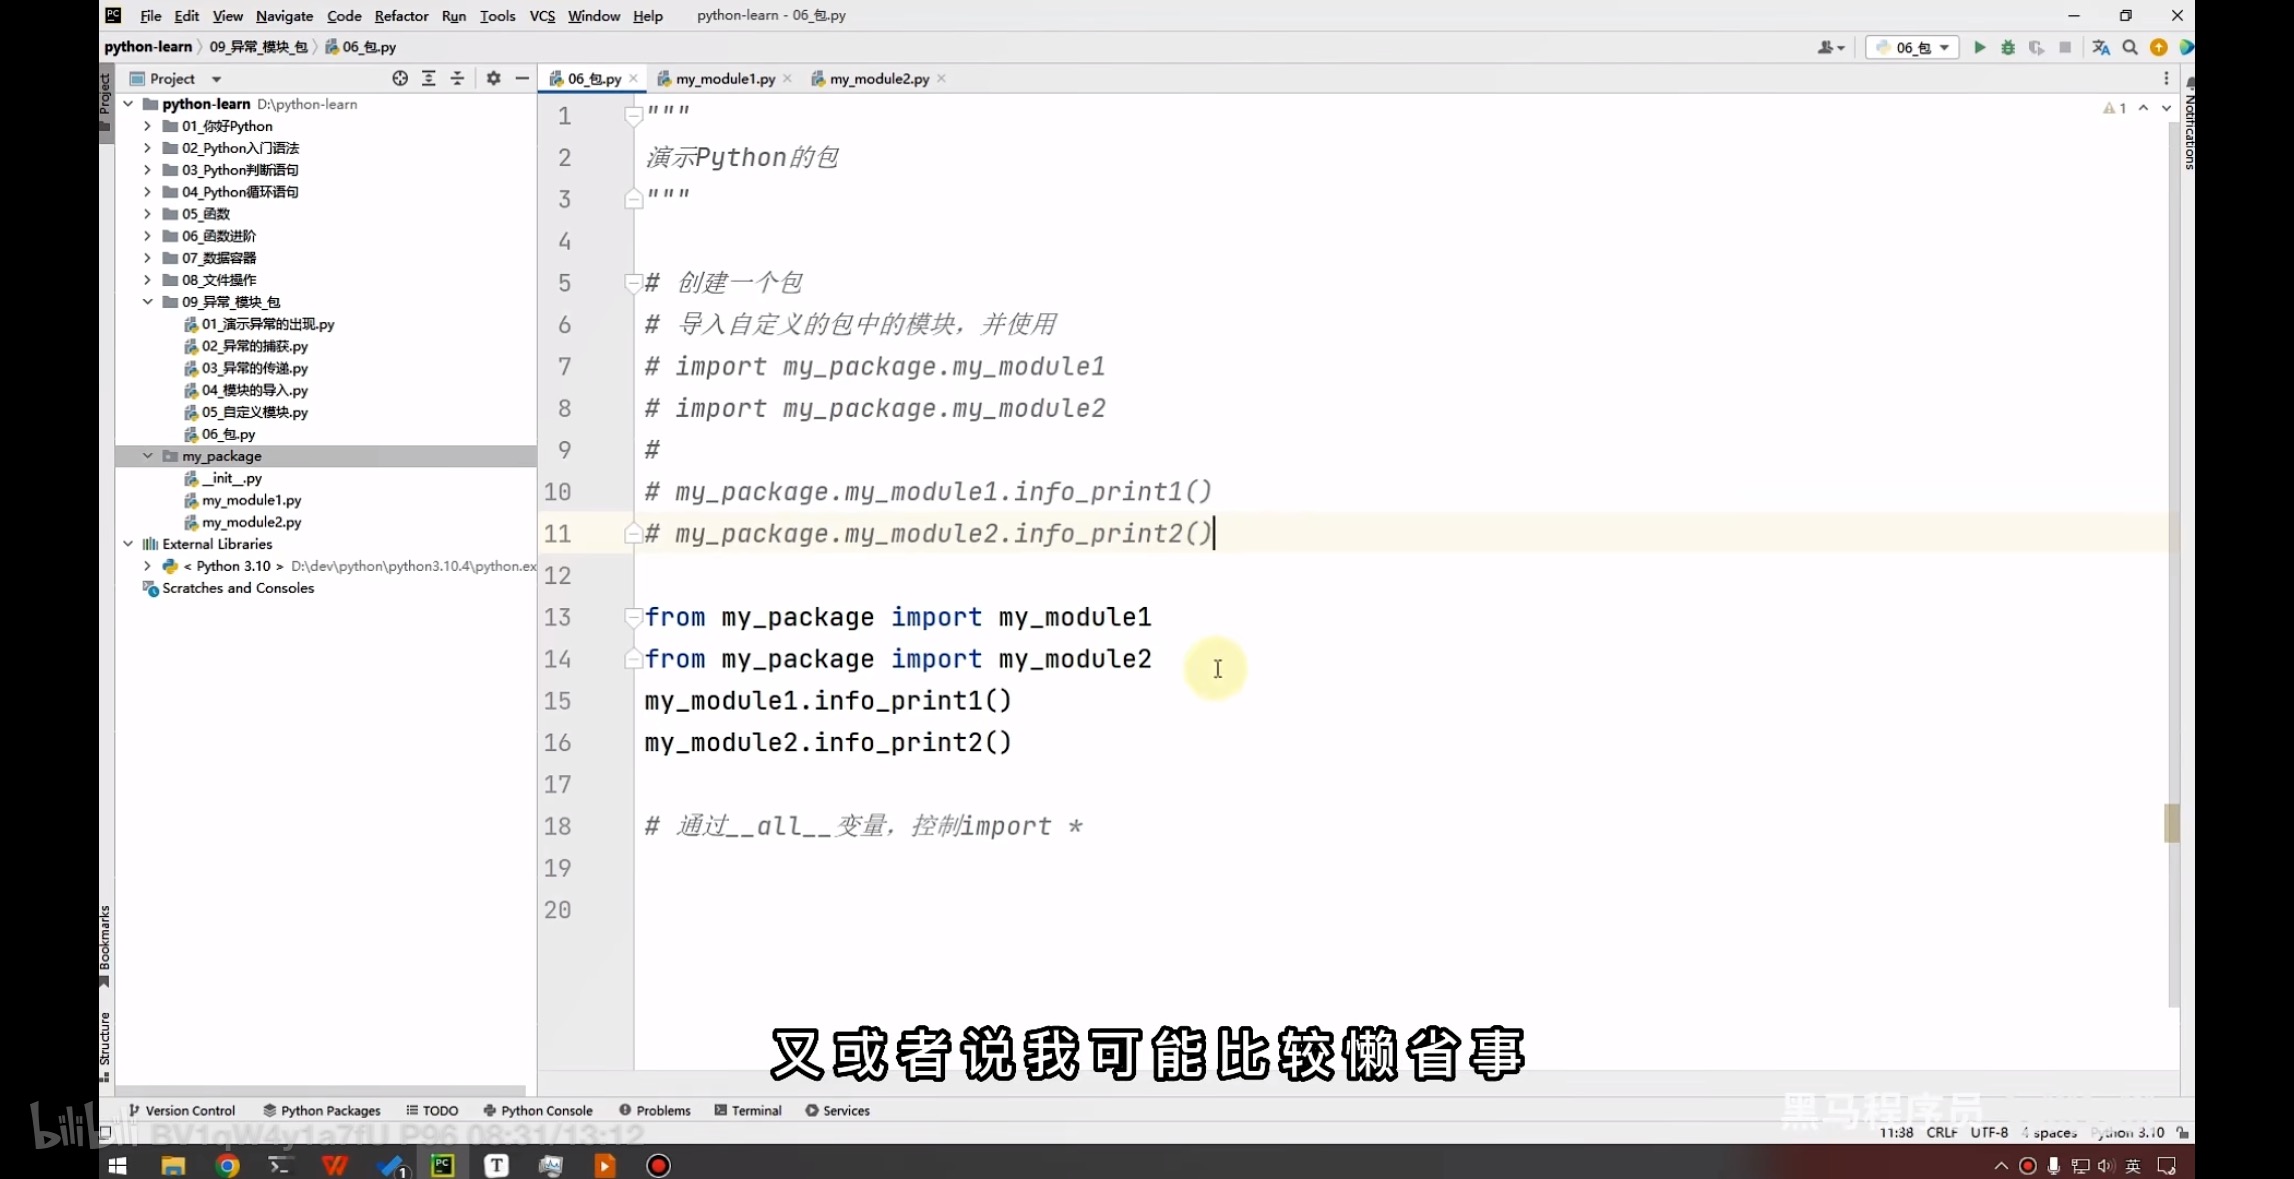 File Edit View Navigate Code Refactor Run Tools VCS Window Help python-learn - 06_包.py
python-learn 〉 09_异常_模块_包 〉 06_包.py
06_包
Project
06_包.py
my_module1.py
my_module2.py
Project
Notifications
1
python-learn D:\python-learn
01_你好Python
02_Python入门语法
03_Python判断语句
04_Python循环语句
05_函数
06_函数进阶
07_数据容器
08_文件操作
09_异常_模块_包
01_演示异常的出现.py
02_异常的捕获.py
03_异常的传递.py
04_模块的导入.py
05_自定义模块.py
06_包.py
my_package
__init__.py
my_module1.py
my_module2.py
External Libraries
< Python 3.10 > D:\dev\python\python3.10.4\python.ex
Scratches and Consoles
1 """
2 演示Python的包
3 """
4
5 # 创建一个包
6 # 导入自定义的包中的模块，并使用
7 # import my_package.my_module1
8 # import my_package.my_module2
9 #
10 # my_package.my_module1.info_print1()
11 # my_package.my_module2.info_print2()
12
13 from my_package import my_module1
14 from my_package import my_module2
15 my_module1.info_print1()
16 my_module2.info_print2()
17
18 # 通过__all__变量，控制import *
19
20
Bookmarks
Structure
又或者说我可能比较懒省事
Version Control Python Packages TODO Python Console Problems Terminal Services
黑马程序员
bilibili BV1qW4y1a7fU P96 08:31/13:12
11:38 CRLF UTF-8 4 spaces Python 3.10
英